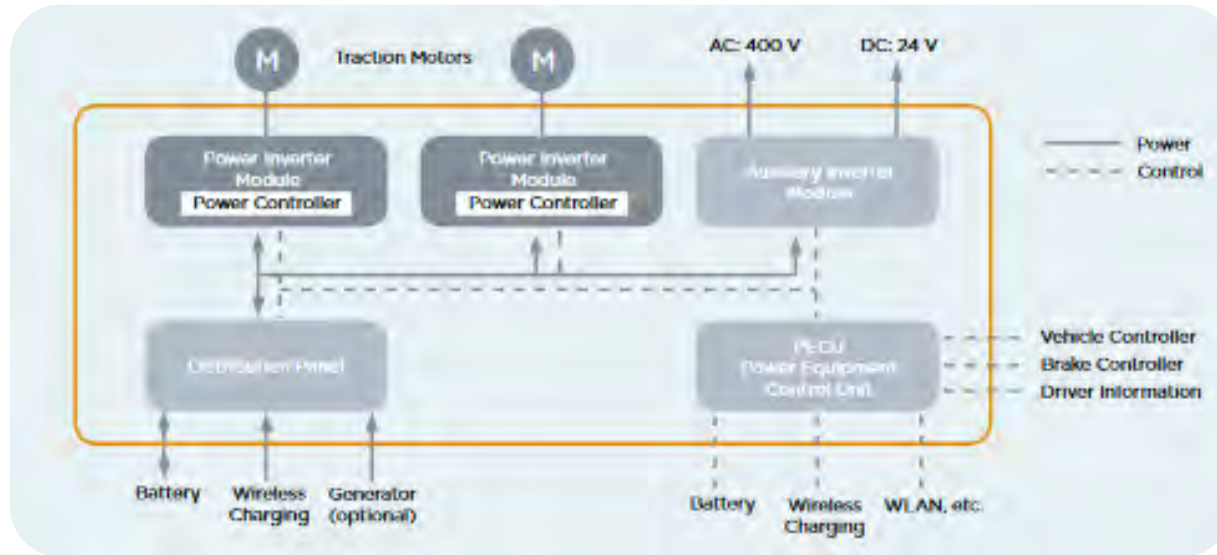 M
Traction Motors
M
AC: 400 V
DC: 24 V
Power Inverter
Module
Power Controller
Power Inverter
Module
Power Controller
Auxiliary Inverter
Module
Power
Control
Distribution Panel
PECU
Power Equipment
Control Unit
Vehicle Controller
Brake Controller
Driver Information
Battery
Wireless
Charging
Generator
(optional)
Battery
Wireless
Charging
WLAN, etc.